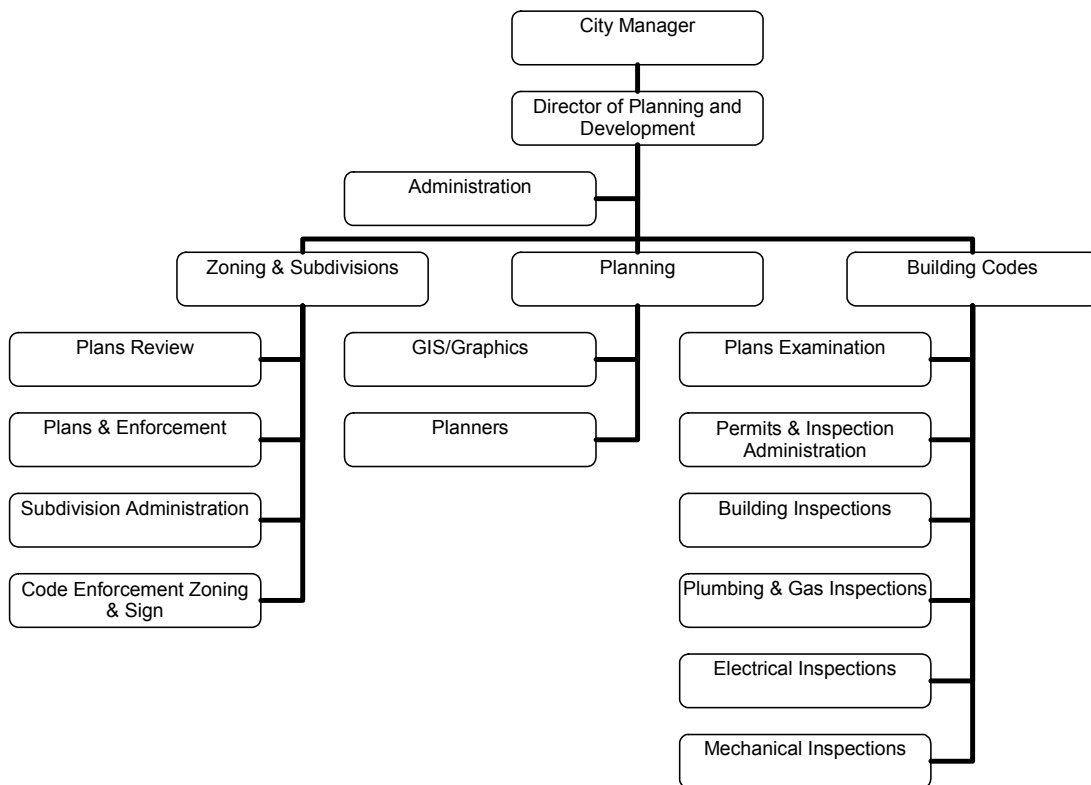 City Manager
Director of Planning and
Development
Administration
Zoning & Subdivisions
Planning
Building Codes
Plans Review
GIS/Graphics
Plans Examination
Plans & Enforcement
Planners
Permits & Inspection
Administration
Subdivision Administration
Building Inspections
Code Enforcement Zoning
& Sign
Plumbing & Gas Inspections
Electrical Inspections
Mechanical Inspections